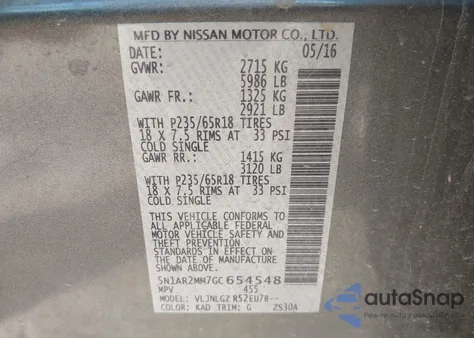 MFD BY NISSAN MOTOR CO., LTD.
DATE: 05/16
GVWR: 2715 KG
5986 LB
GAWR FR.: 1325 KG
2921 LB
WITH P235/65R18 TIRES
18 X 7.5 RIMS AT 33 PSI
COLD SINGLE
GAWR RR.: 1415 KG
3120 LB
WITH P235/65R18 TIRES
18 X 7.5 RIMS AT 33 PSI
COLD SINGLE
THIS VEHICLE CONFORMS TO
ALL APPLICABLE FEDERAL
MOTOR VEHICLE SAFETY AND
THEFT PREVENTION
STANDARDS IN EFFECT ON
THE DATE OF MANUFACTURE
SHOWN ABOVE.
5N1AR2MM7GC654548
MPV 455
MODEL: VLJNLGZ R52EU78--
COLOR: KAD TRIM: G ZS30A
autoSnap